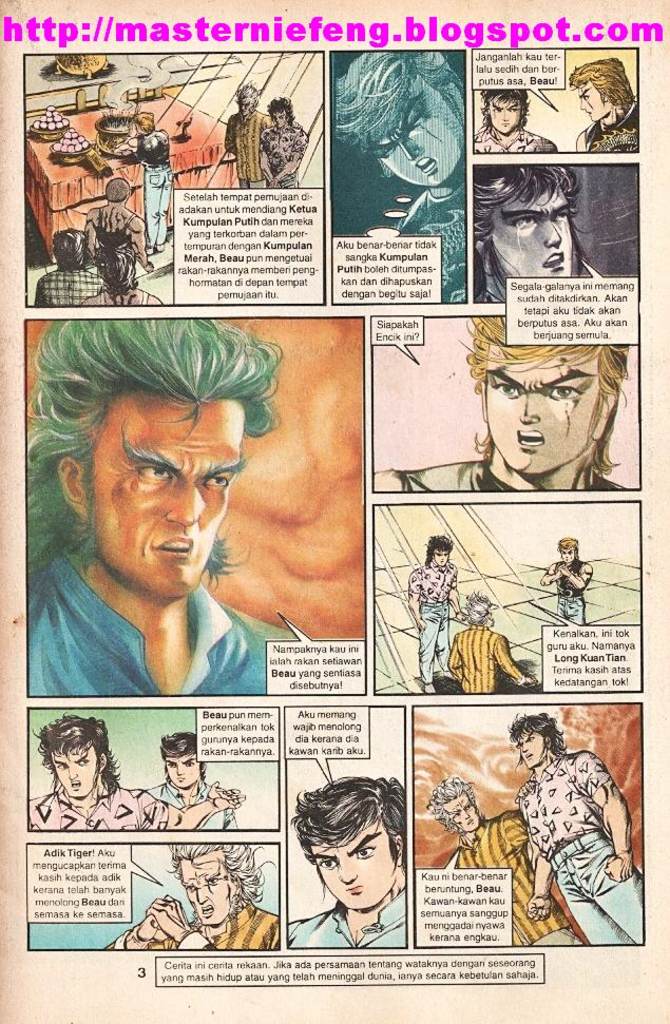 http://masterniefeng.blogspot.com
Setelah tempat pemujaan di-
adakan untuk mendiang Ketua
Kumpulan Putih dan mereka
yang terkorban dalam per-
tempuran dengan Kumpulan
Merah, Beau pun mengetuai
rakan-rakannya memberi peng-
hormatan di depan tempat
pemujaan itu.
Aku benar-benar tidak
sangka Kumpulan
Putih boleh ditumpas-
kan dan dihapuskan
dengan begitu saja!
Janganlah kau ter-
lalu sedih dan ber-
putus asa, Beau!
Segala-galanya ini memang
sudah ditakdirkan. Akan
tetapi aku tidak akan
berputus asa. Aku akan
berjuang semula.
Nampaknya kau ini
ialah rakan setiawan
Beau yang sentiasa
disebutnya!
Siapakah
Encik ini?
Kenalkan, ini tok
guru aku. Namanya
Long Kuan Tian.
Terima kasih atas
kedatangan, tok!
Beau pun mem-
perkenalkan tok
gurunya kepada
rakan-rakannya.
Adik Tiger! Aku
mengucapkan terima
kasih kepada adik
kerana telah banyak
menolong Beau dari
semasa ke semasa.
Aku memang
wajib menolong
dia kerana dia
kawan karib aku.
Kau ni benar-benar
beruntung, Beau.
Kawan-kawan kau
semuanya sanggup
menggadai nyawa
kerana engkau.
3
Cerita ini cerita rekaan. Jika ada persamaan tentang wataknya dengan seseorang
yang masih hidup atau yang telah meninggal dunia, ianya secara kebetulan sahaja.